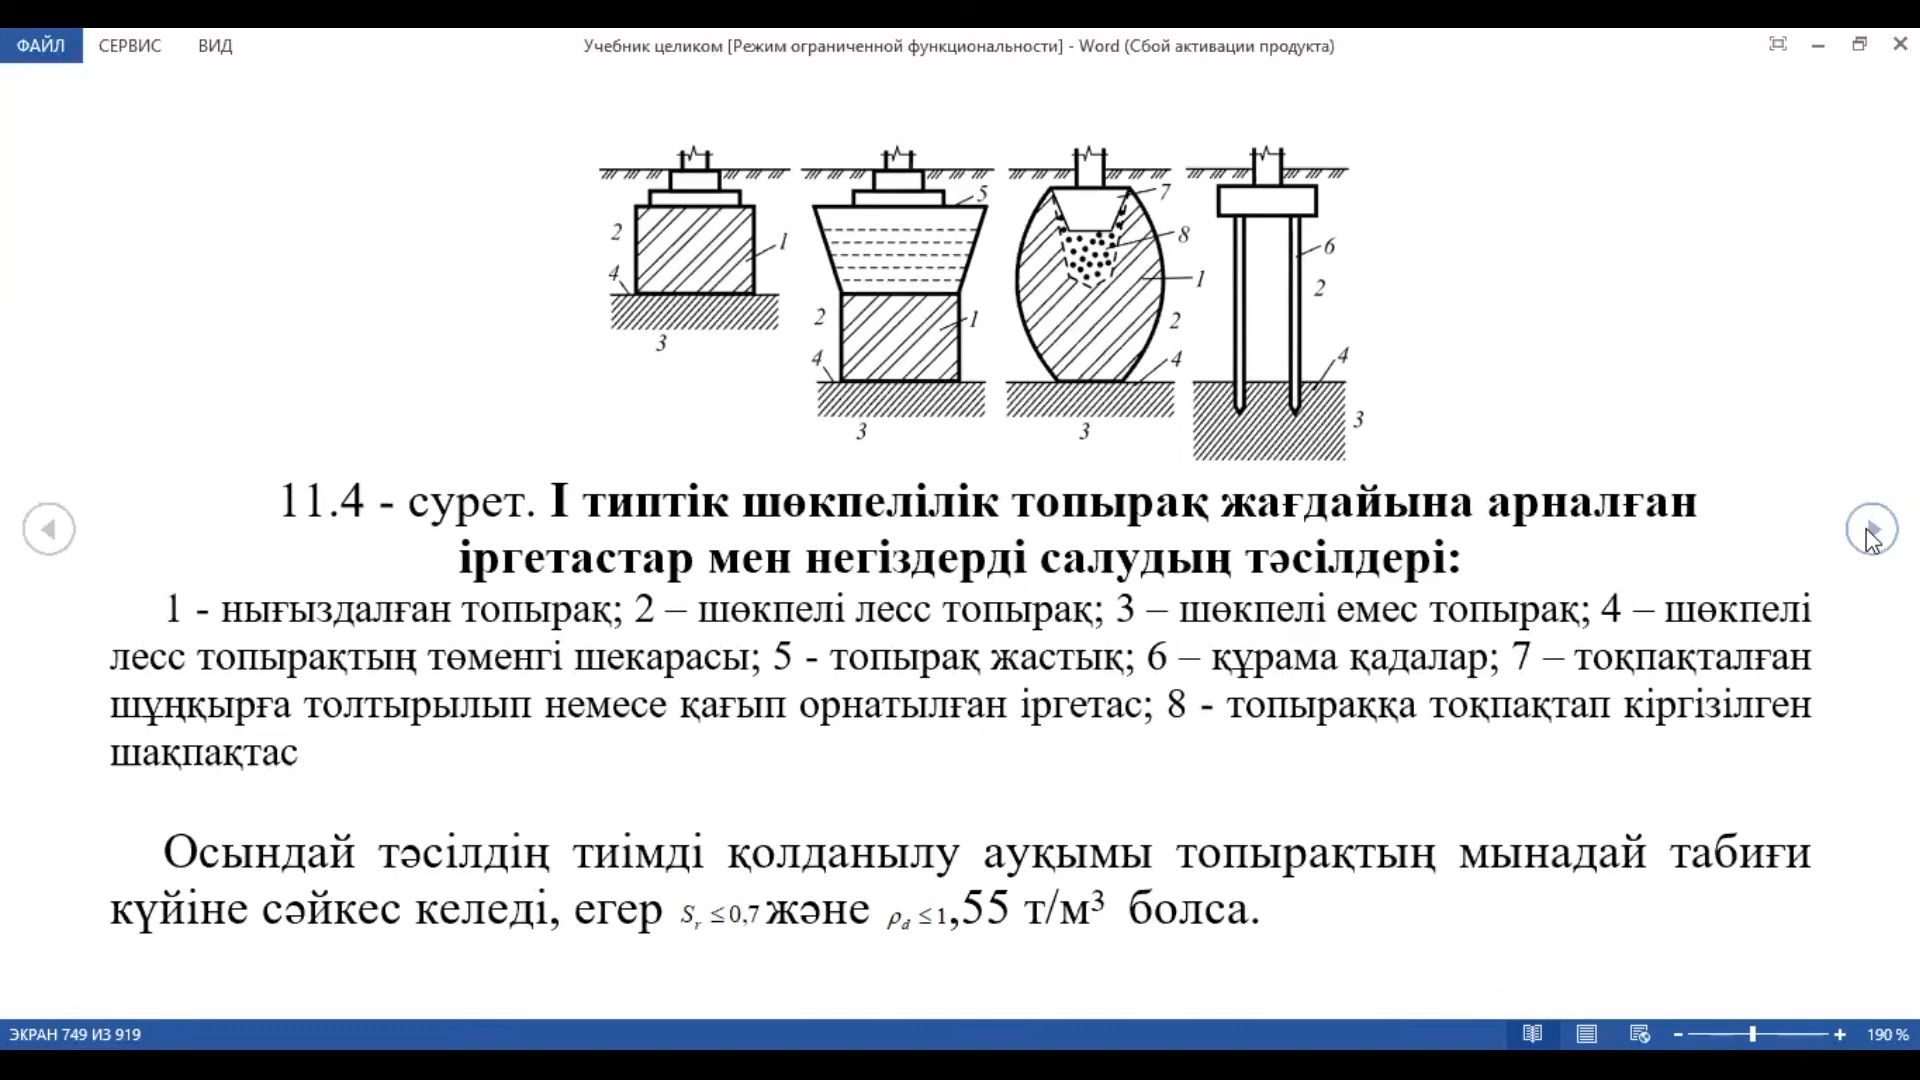 ФАЙЛ СЕРВИС ВИД Учебник целиком [Режим ограниченной функциональности] - Word (Сбой активации продукта)
2 1 4 3
5 2 1 4 3
7 8 1 2 4 3
6 2 4 3
11.4 - сурет. І типтік шөкпелілік топырақ жағдайына арналған
іргетастар мен негіздерді салудың тәсілдері:
1 - нығыздалған топырақ; 2 – шөкпелі лесс топырақ; 3 – шөкпелі емес топырақ; 4 – шөкпелі
лесс топырақтың төменгі шекарасы; 5 - топырақ жастық; 6 – құрама қадалар; 7 – тоқпақталған
шұңқырға толтырылып немесе қағып орнатылған іргетас; 8 - топыраққа тоқпақтап кіргізілген
шақпақтас
Осындай тәсілдің тиімді қолданылу ауқымы топырақтың мынадай табиғи
күйіне сәйкес келеді, егер Sr ≤ 0,7 және ρd ≤ 1,55 т/м³ болса.
ЭКРАН 749 ИЗ 919 190 %